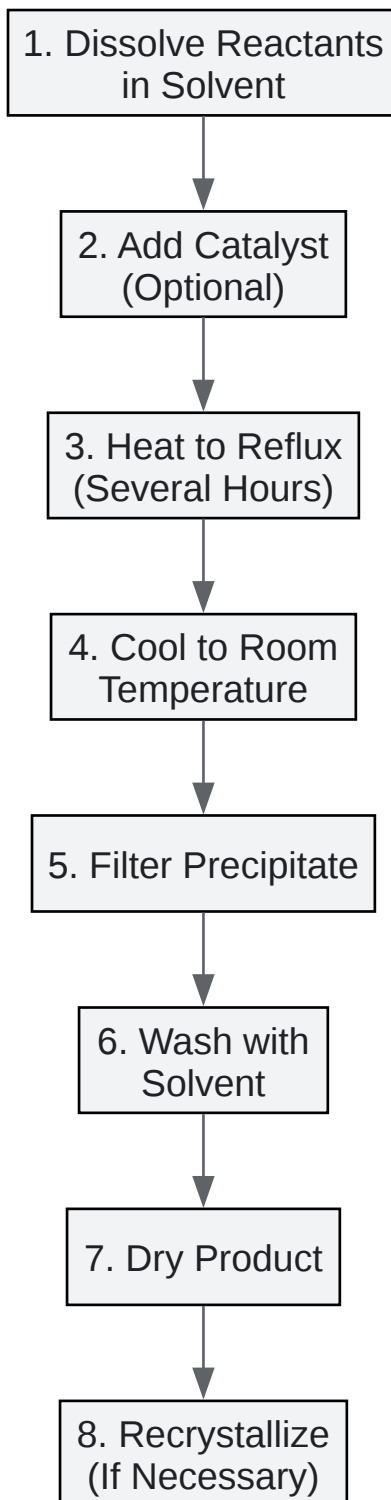 1. Dissolve Reactants
in Solvent
2. Add Catalyst
(Optional)
3. Heat to Reflux
(Several Hours)
4. Cool to Room
Temperature
5. Filter Precipitate
6. Wash with
Solvent
7. Dry Product
8. Recrystallize
(If Necessary)